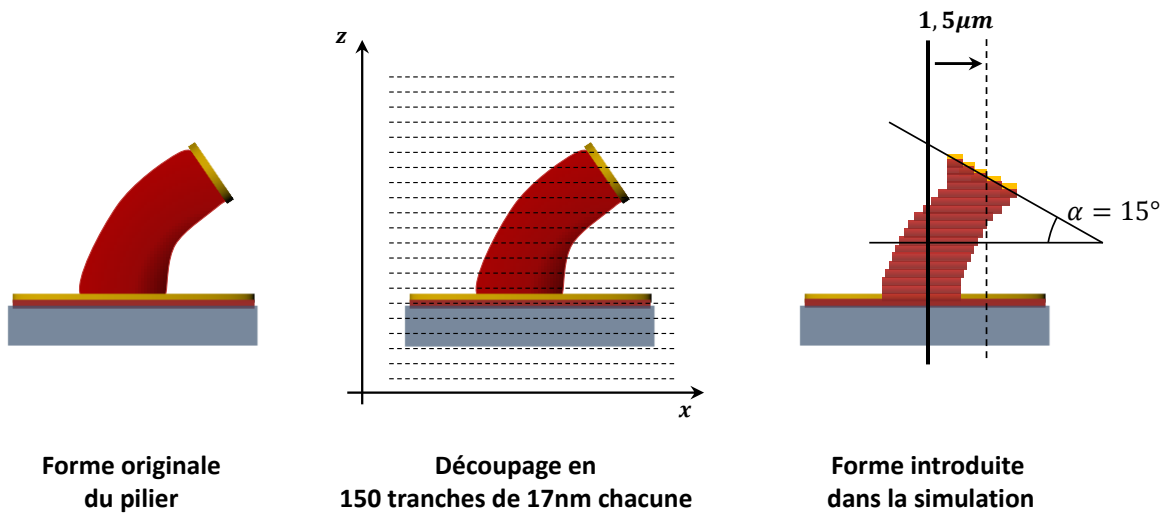 1, 5μm
z
α = 15°
x
Forme originale
du pilier
Découpage en
150 tranches de 17nm chacune
Forme introduite
dans la simulation